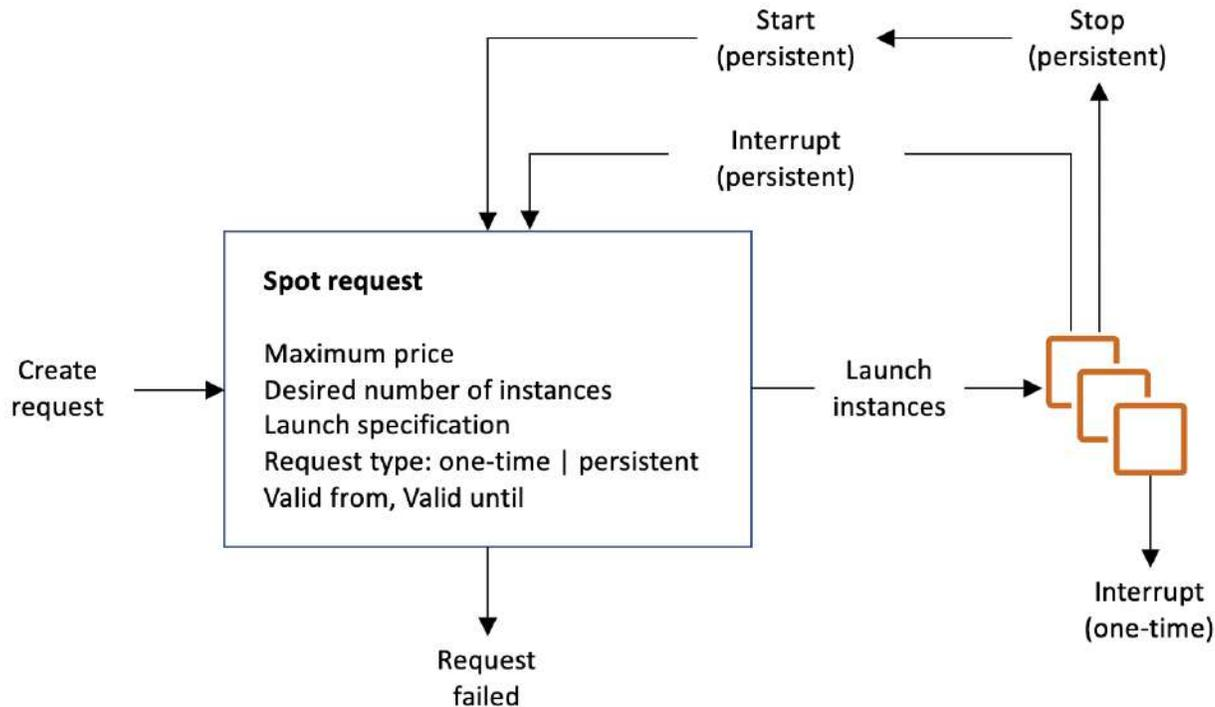 Start
(persistent)
Stop
(persistent)
Interrupt
(persistent)
Spot request
Maximum price
Desired number of instances
Launch specification
Request type: one-time | persistent
Valid from, Valid until
Create
request
Launch
instances
Interrupt
(one-time)
Request
failed